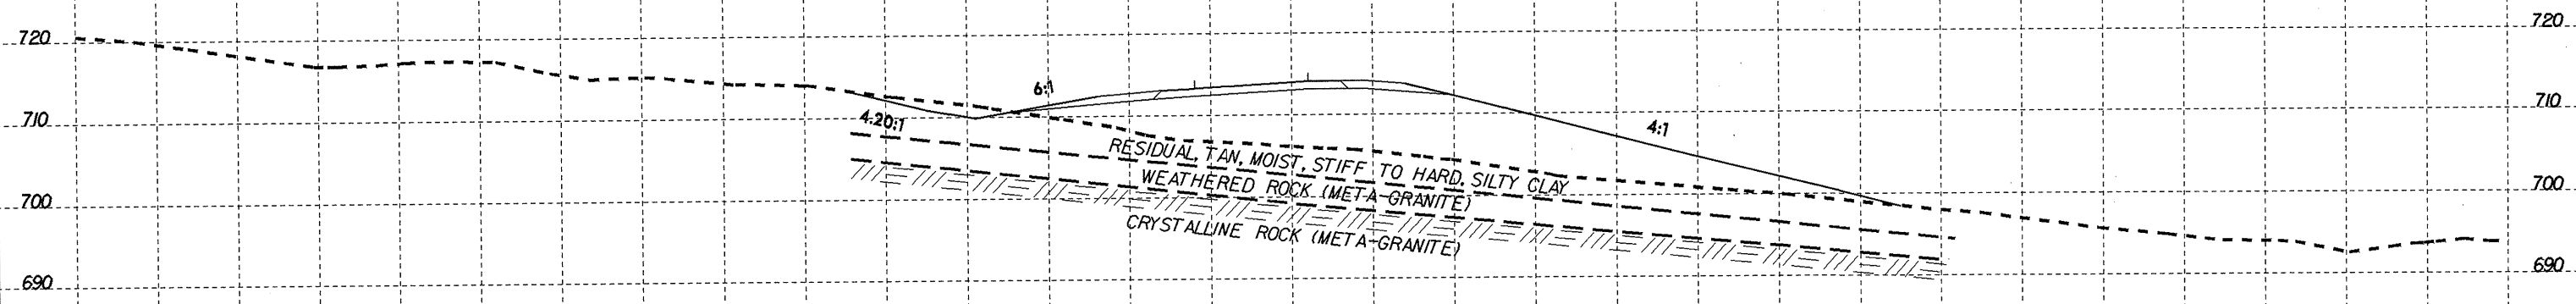 720 720
6:1
710 710
4.20:1
4:1
RESIDUAL, TAN, MOIST, STIFF TO HARD, SILTY CLAY
WEATHERED ROCK (META-GRANITE)
700 700
CRYSTALLINE ROCK (META-GRANITE)
690 690